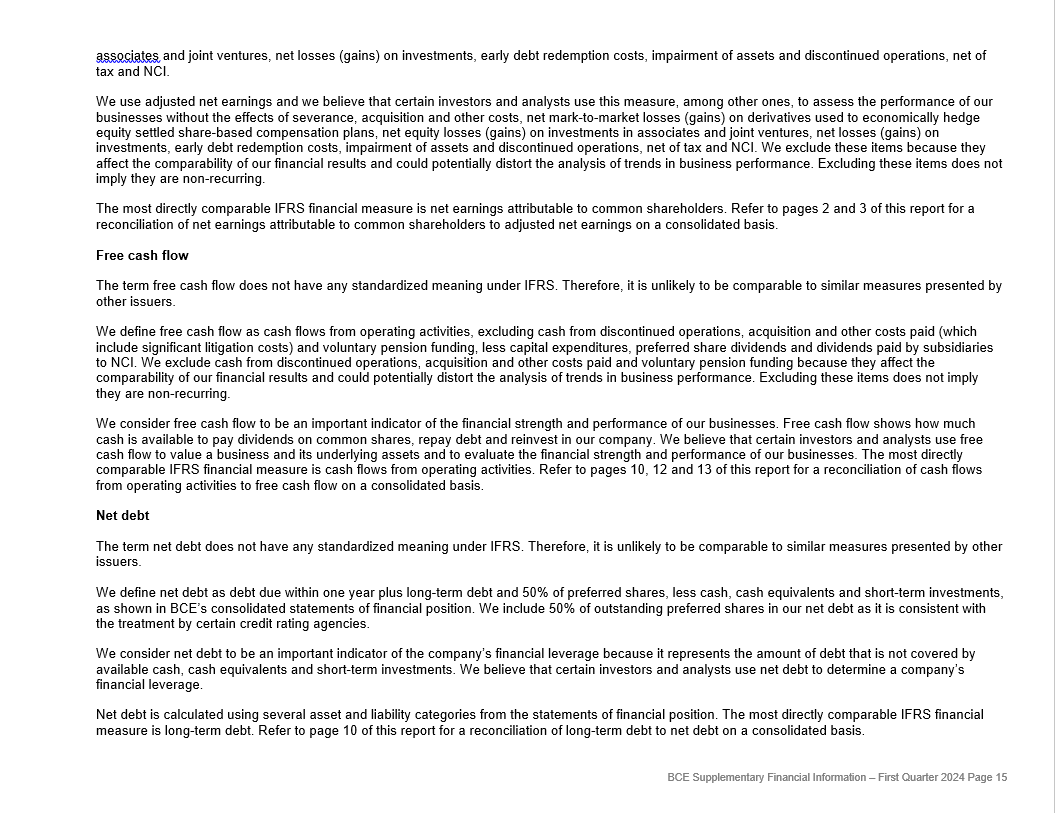 associates and joint ventures, net losses (gains) on investments, early debt redemption costs, impairment of assets and discontinued operations, net of
tax and NCI.
We use adjusted net earnings and we believe that certain investors and analysts use this measure, among other ones, to assess the performance of our
businesses without the effects of severance, acquisition and other costs, net mark-to-market losses (gains) on derivatives used to economically hedge
equity settled share-based compensation plans, net equity losses (gains) on investments in associates and joint ventures, net losses (gains) on
investments, early debt redemption costs, impairment of assets and discontinued operations, net of tax and NCI. We exclude these items because they
affect the comparability of our financial results and could potentially distort the analysis of trends in business performance. Excluding these items does not
imply they are non-recurring.
The most directly comparable IFRS financial measure is net earnings attributable to common shareholders. Refer to pages 2 and 3 of this report for a
reconciliation of net earnings attributable to common shareholders to adjusted net earnings on a consolidated basis.
Free cash flow
The term free cash flow does not have any standardized meaning under IFRS. Therefore, it is unlikely to be comparable to similar measures presented by
other issuers.
We define free cash flow as cash flows from operating activities, excluding cash from discontinued operations, acquisition and other costs paid (which
include significant litigation costs) and voluntary pension funding, less capital expenditures, preferred share dividends and dividends paid by subsidiaries
to NCI. We exclude cash from discontinued operations, acquisition and other costs paid and voluntary pension funding because they affect the
comparability of our financial results and could potentially distort the analysis of trends in business performance. Excluding these items does not imply
they are non-recurring.
We consider free cash flow to be an important indicator of the financial strength and performance of our businesses. Free cash flow shows how much
cash is available to pay dividends on common shares, repay debt and reinvest in our company. We believe that certain investors and analysts use free
cash flow to value a business and its underlying assets and to evaluate the financial strength and performance of our businesses. The most directly
comparable IFRS financial measure is cash flows from operating activities. Refer to pages 10, 12 and 13 of this report for a reconciliation of cash flows
from operating activities to free cash flow on a consolidated basis.
Net debt
The term net debt does not have any standardized meaning under IFRS. Therefore, it is unlikely to be comparable to similar measures presented by other
issuers.
We define net debt as debt due within one year plus long-term debt and 50% of preferred shares, less cash, cash equivalents and short-term investments,
as shown in BCE’s consolidated statements of financial position. We include 50% of outstanding preferred shares in our net debt as it is consistent with
the treatment by certain credit rating agencies.
We consider net debt to be an important indicator of the company’s financial leverage because it represents the amount of debt that is not covered by
available cash, cash equivalents and short-term investments. We believe that certain investors and analysts use net debt to determine a company’s
financial leverage.
Net debt is calculated using several asset and liability categories from the statements of financial position. The most directly comparable IFRS financial
measure is long-term debt. Refer to page 10 of this report for a reconciliation of long-term debt to net debt on a consolidated basis.
BCE Supplementary Financial Information – First Quarter 2024 Page 15